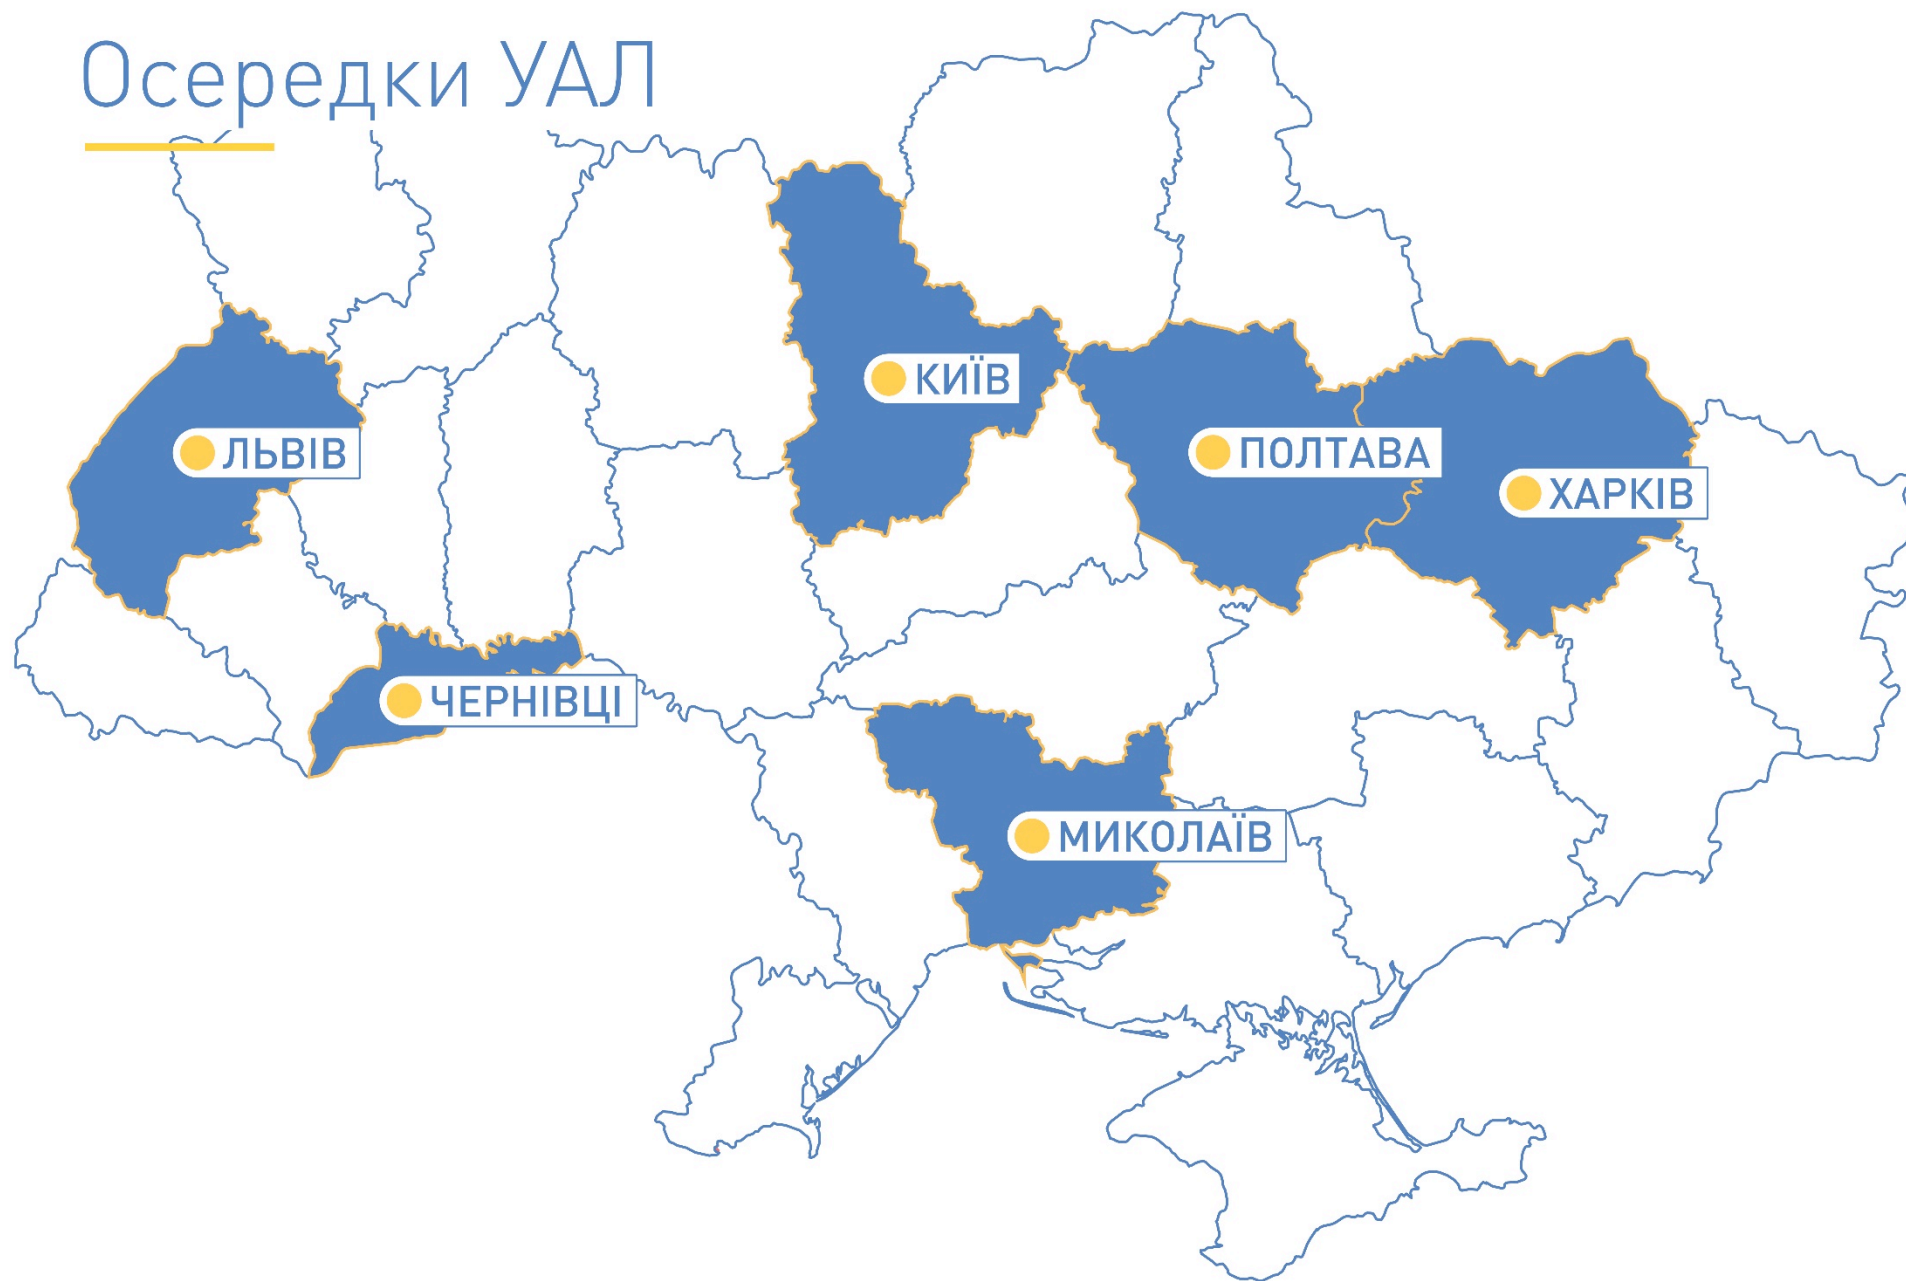 Осередки УАЛ
КИЇВ
ЛЬВІВ
ПОЛТАВА
ХАРКІВ
ЧЕРНІВЦІ
МИКОЛАЇВ